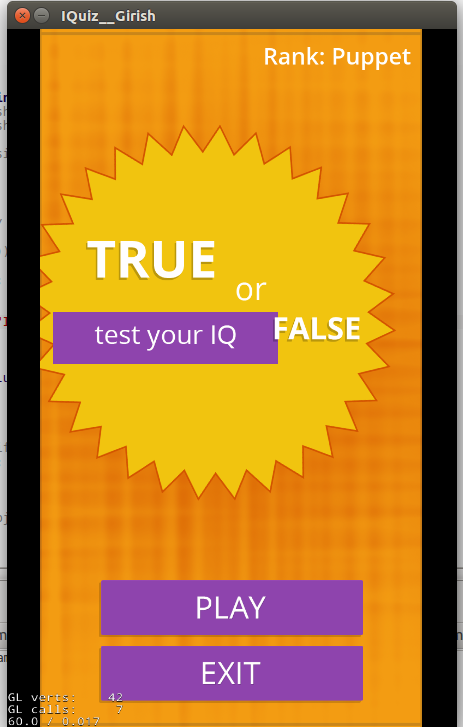 IQuiz__Girish
Rank: Puppet
TRUE
or
FALSE
test your IQ
PLAY
EXIT
GL verts: 42
GL calls: 7
60.0 / 0.017